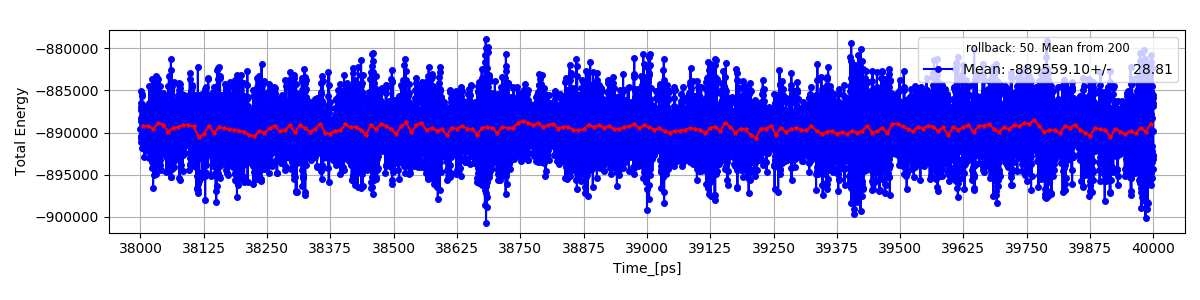 rollback: 50. Mean from 200
Mean: -889559.10+/- 28.81
Total Energy
−880000
−885000
−890000
−895000
−900000
38000 38125 38250 38375 38500 38625 38750 38875 39000 39125 39250 39375 39500 39625 39750 39875 40000
Time_[ps]